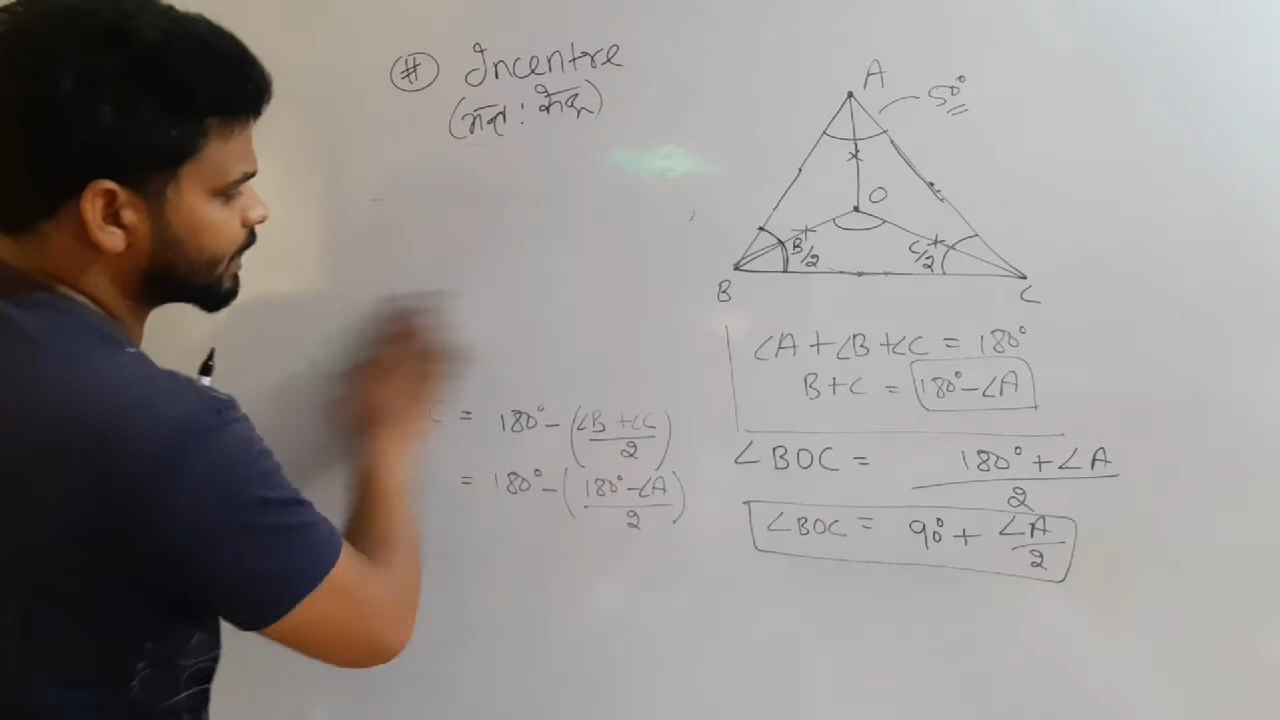 # Incentre
(अन्तः केन्द्र)
A
50°
O
B/2
C/2
B
C
∠A + ∠B + ∠C = 180°
B + C = 180° - ∠A
C = 180° - (∠B + ∠C / 2)
= 180° - (180° - ∠A / 2)
∠BOC = 180° + ∠A / 2
∠BOC = 90° + ∠A / 2